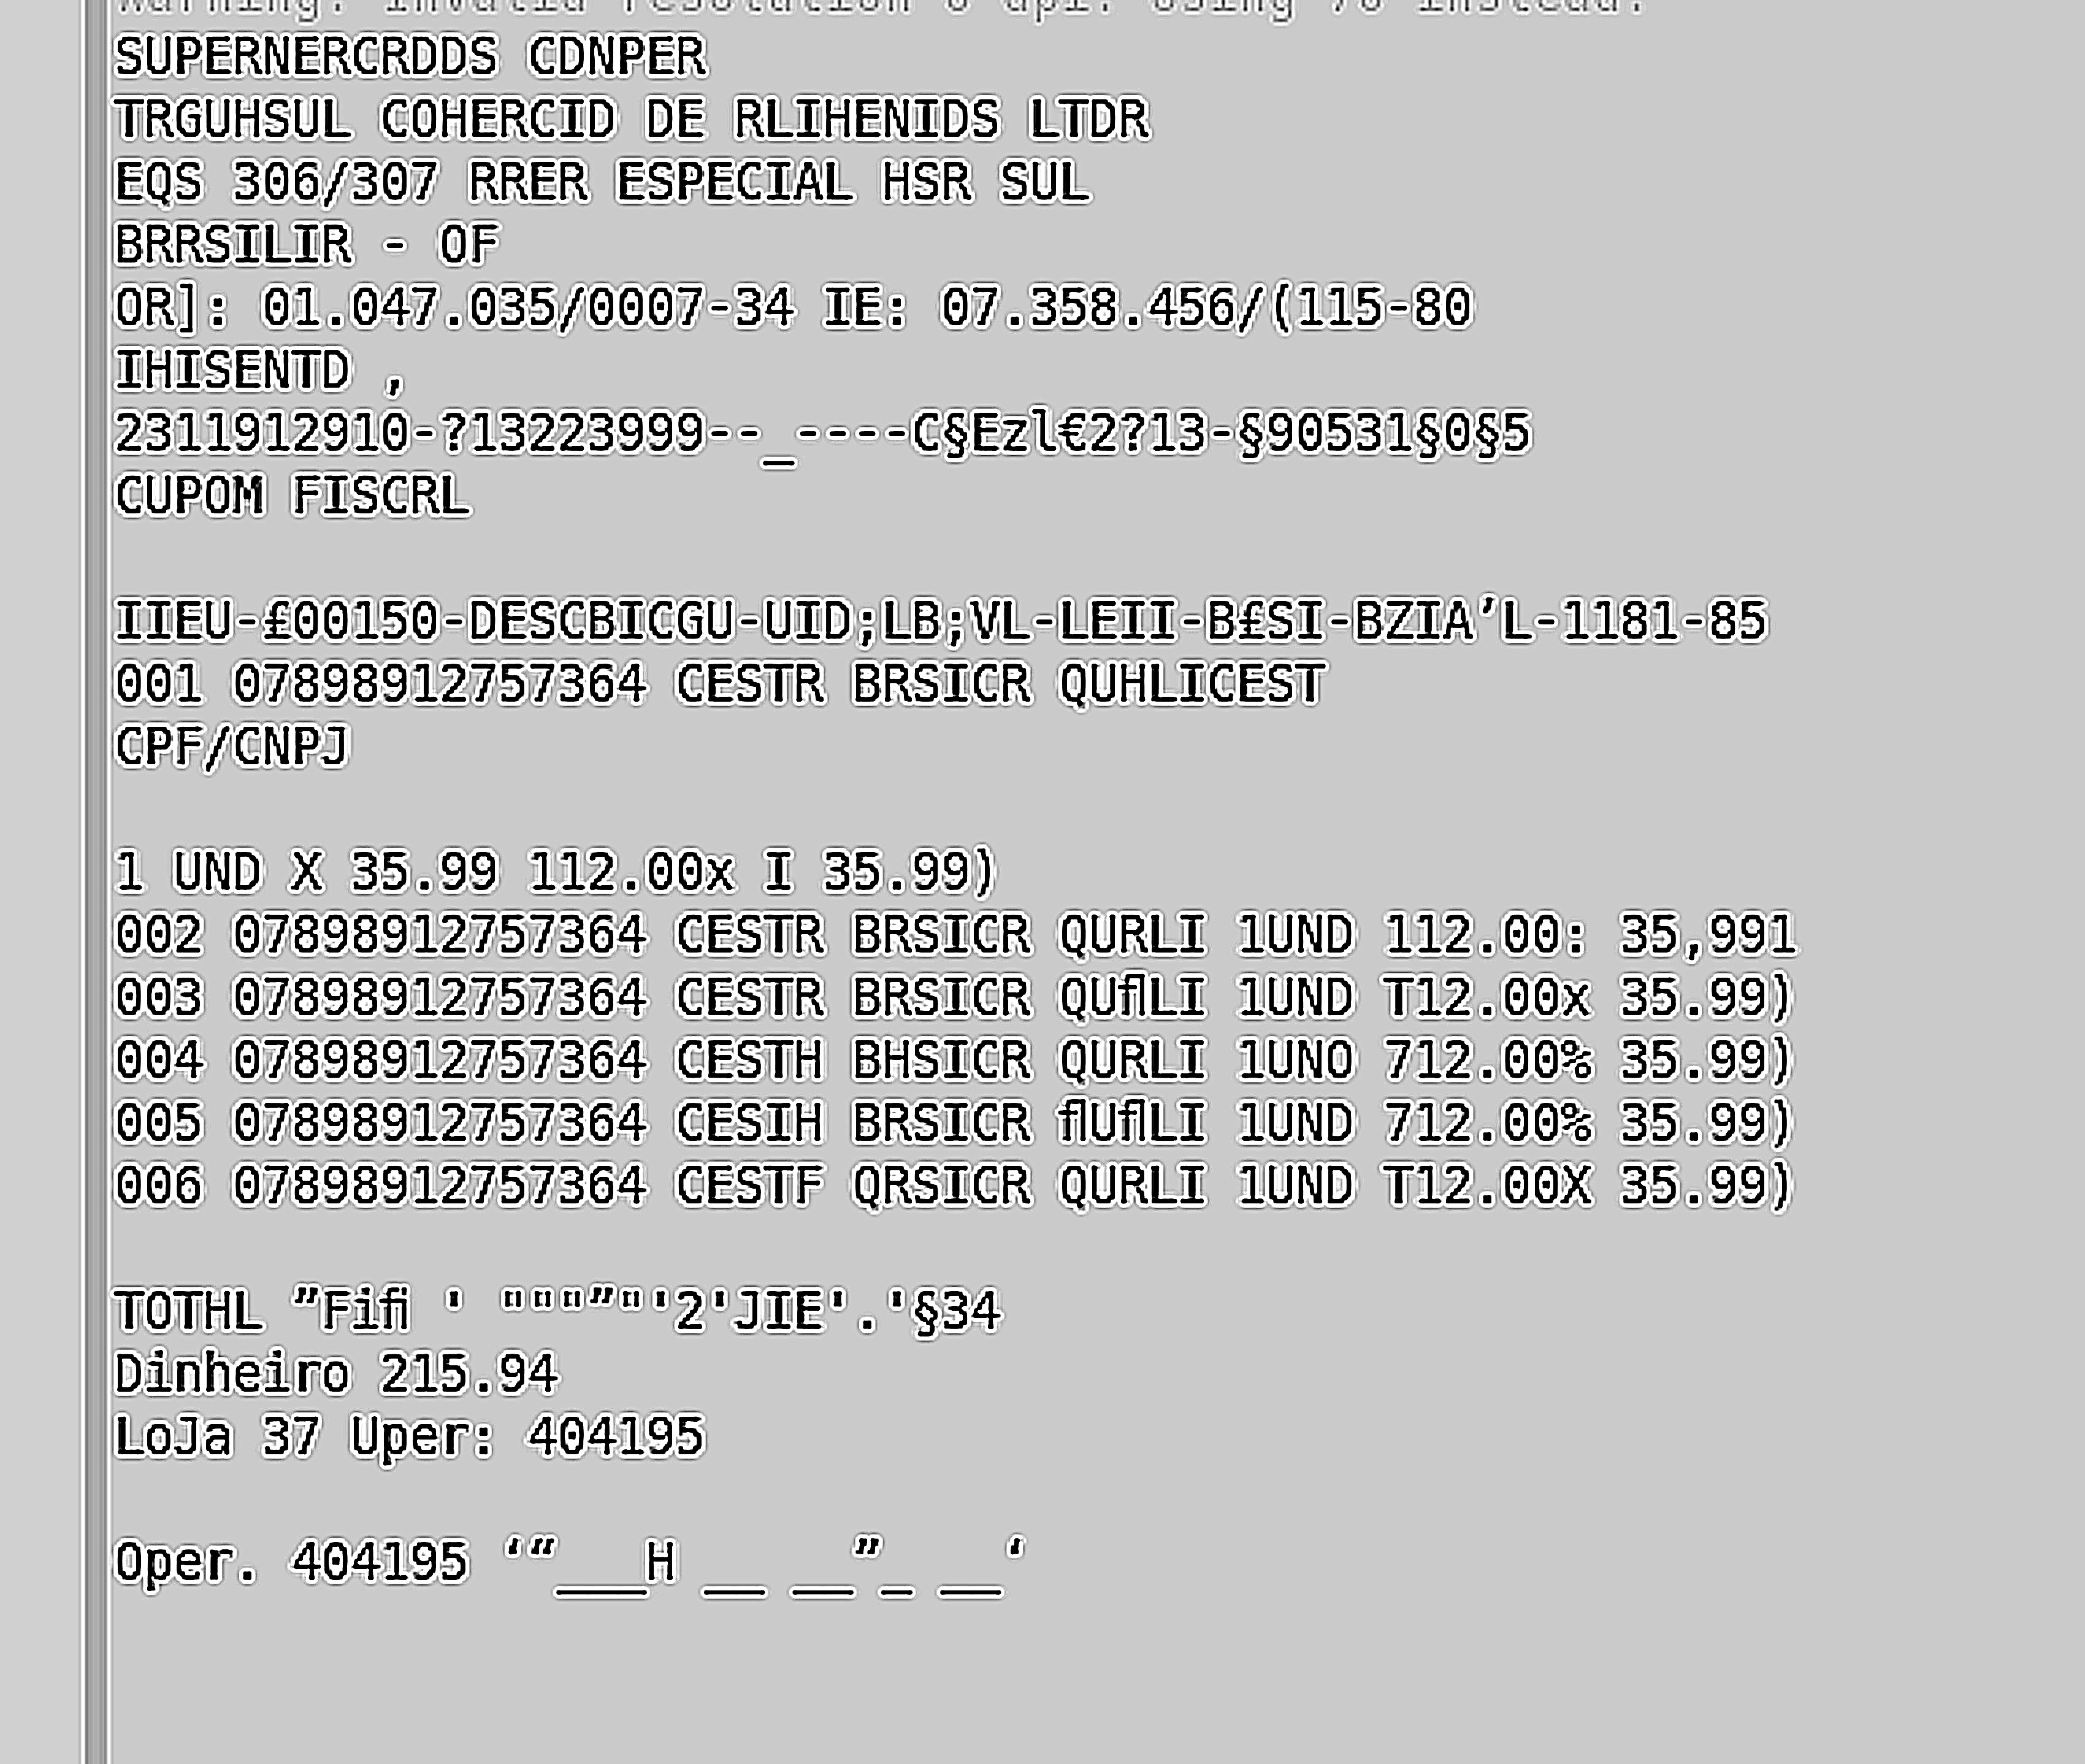 Warning: Invalid resolution 0 dpi. Using 70 instead.
SUPERNERCRDDS CDNPER
TRGUHSUL COHERCID DE RLIHENIDS LTDR
EQS 306/307 RRER ESPECIAL HSR SUL
BRRSILIR - OF
OR]: 01.047.035/0007-34 IE: 07.358.456/(115-80
IHISENTD ,
2311912910-?13223999--_----C§Ezl€2?13-§90531§0§5
CUPOM FISCRL
IIEU-£00150-DESCBICGU-UID;LB;VL-LEII-B£SI-BZIA’L-1181-85
001 07898912757364 CESTR BRSICR QUHLICEST
CPF/CNPJ
1 UND X 35.99 112.00x I 35.99)
002 07898912757364 CESTR BRSICR QURLI 1UND 112.00: 35,991
003 07898912757364 CESTR BRSICR QUflLI 1UND T12.00x 35.99)
004 07898912757364 CESTH BHSICR QURLI 1UNO 712.00% 35.99)
005 07898912757364 CESIH BRSICR flUflLI 1UND 712.00% 35.99)
006 07898912757364 CESTF QRSICR QURLI 1UND T12.00X 35.99)
TOTHL ”Fifi ' """”"'2'JIE'.'§34
Dinheiro 215.94
LoJa 37 Uper: 404195
Oper. 404195 ‘“___H __ __”_ __‘